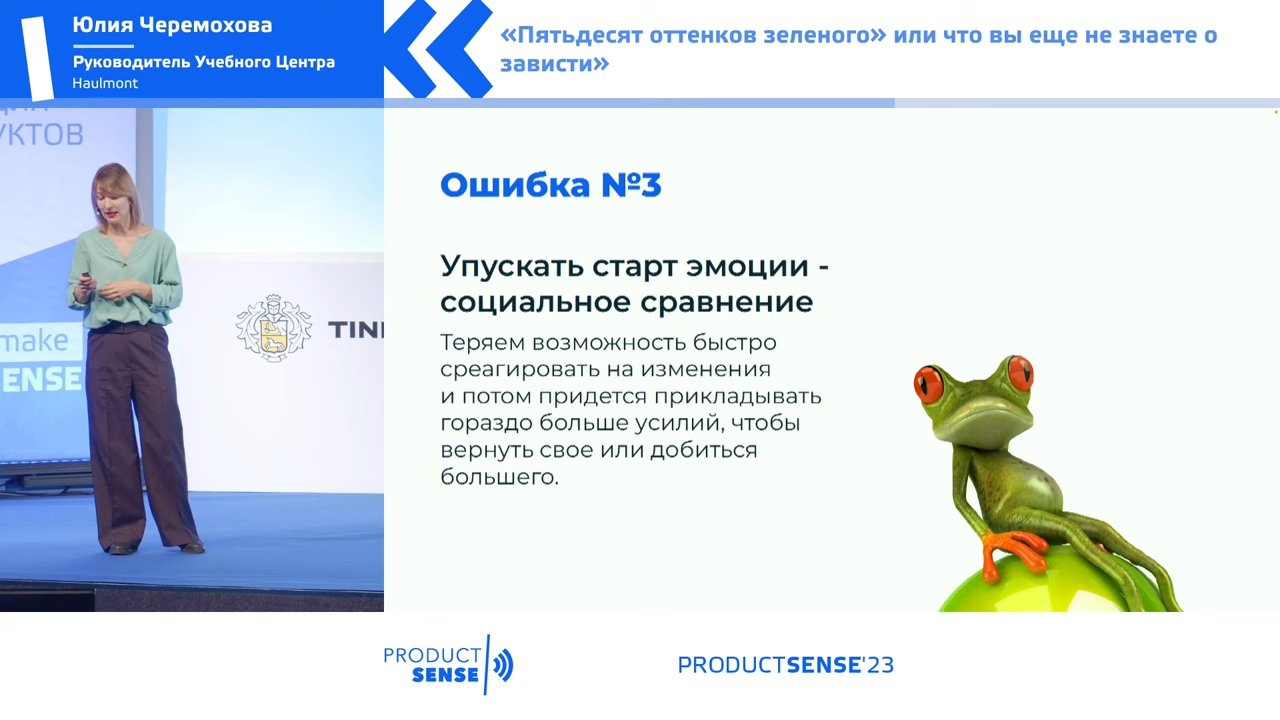 Юлия Черемохова
Руководитель Учебного Центра
Haulmont
«Пятьдесят оттенков зеленого» или что вы еще не знаете о
зависти»
УКТОВ
make
ENSE
TIN
Ошибка №3
Упускать старт эмоции -
социальное сравнение
Теряем возможность быстро
среагировать на изменения
и потом придется прикладывать
гораздо больше усилий, чтобы
вернуть свое или добиться
большего.
PRODUCT
SENSE
PRODUCTSENSE'23